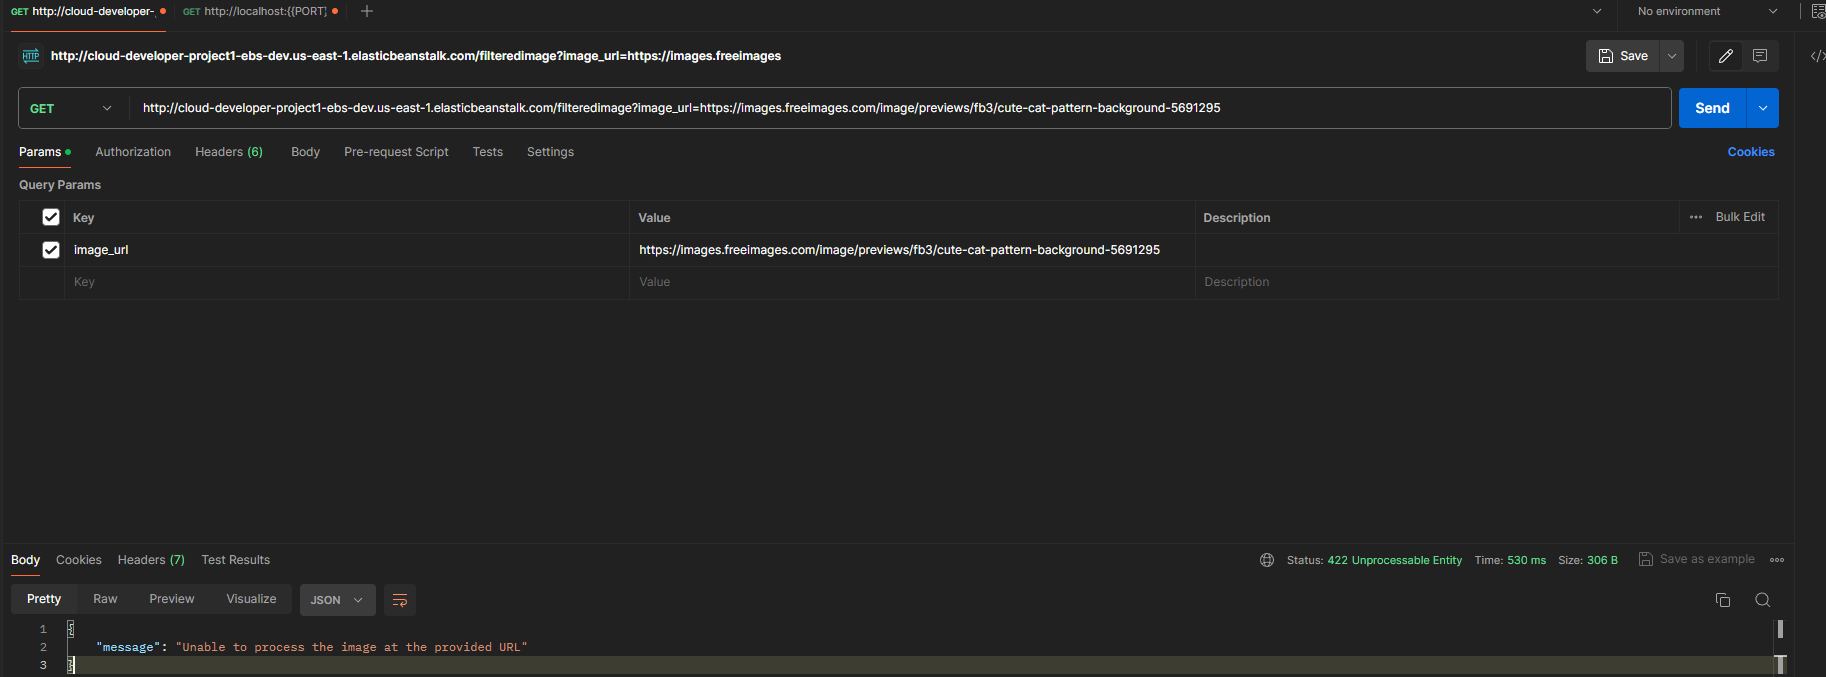 GET http://cloud-developer- GET http://localhost:{{PORT} No environment
HTTP http://cloud-developer-project1-ebs-dev.us-east-1.elasticbeanstalk.com/filteredimage?image_url=https://images.freeimages Save
GET http://cloud-developer-project1-ebs-dev.us-east-1.elasticbeanstalk.com/filteredimage?image_url=https://images.freeimages.com/image/previews/fb3/cute-cat-pattern-background-5691295 Send
Params Authorization Headers (6) Body Pre-request Script Tests Settings Cookies
Query Params
Key Value Description Bulk Edit
image_url https://images.freeimages.com/image/previews/fb3/cute-cat-pattern-background-5691295
Key Value Description
Body Cookies Headers (7) Test Results Status: 422 Unprocessable Entity Time: 530 ms Size: 306 B Save as example
Pretty Raw Preview Visualize JSON
1 {
2 "message": "Unable to process the image at the provided URL"
3 }